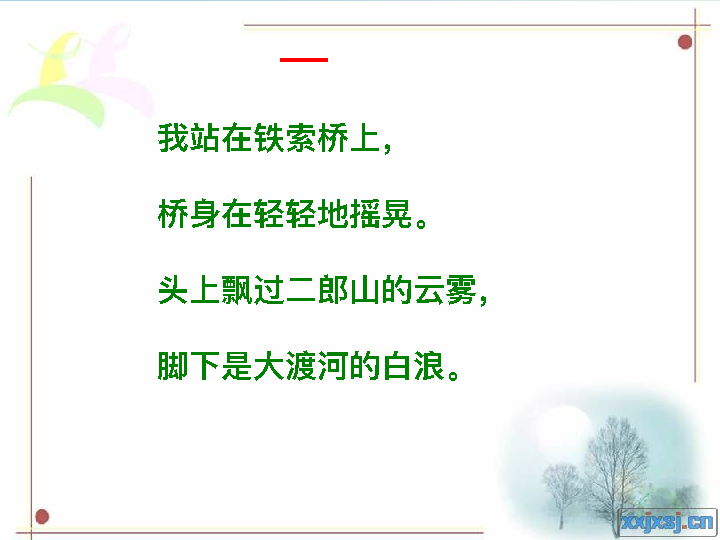 一
我站在铁索桥上，
桥身在轻轻地摇晃。
头上飘过二郎山的云雾，
脚下是大渡河的白浪。
xxjxsj.cn